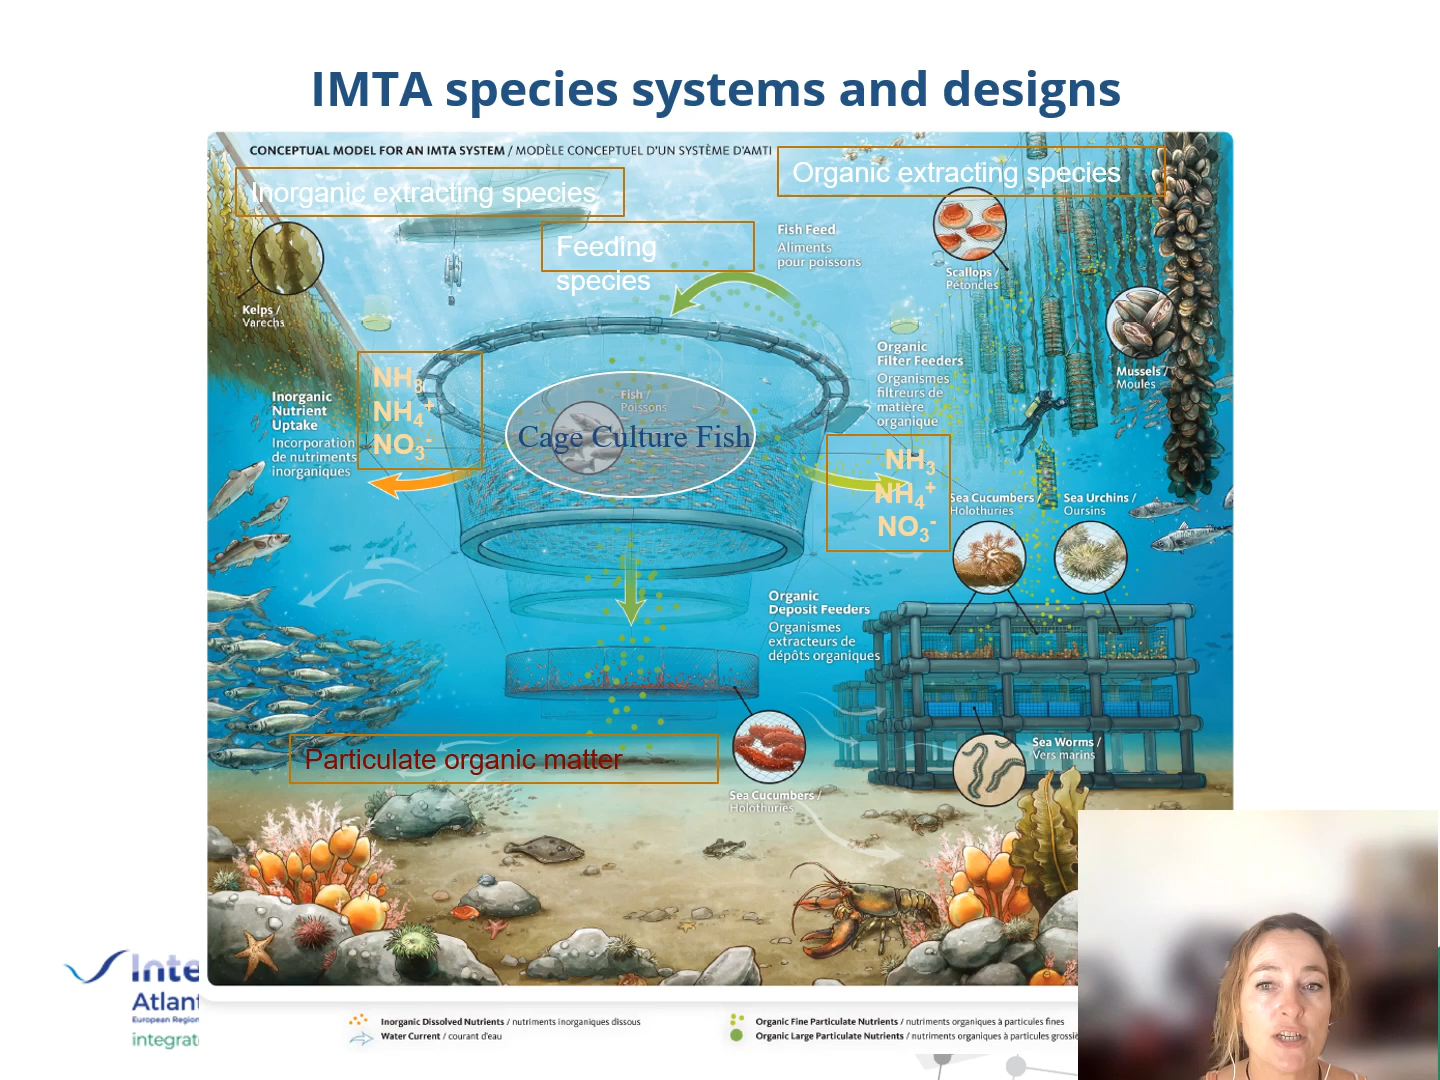 IMTA species systems and designs
CONCEPTUAL MODEL FOR AN IMTA SYSTEM / MODÈLE CONCEPTUEL D'UN SYSTÈME D'AMTI
Inorganic extracting species
Organic extracting species
Feeding
species
Fish Feed
Aliments
pour poissons
Scallops /
Pétoncles
Kelps /
Varechs
Mussels /
Moules
Organic
Filter Feeders
Organismes
filtreurs de
matière
organique
Inorganic
Nutrient
Uptake
Incorporation
de nutriments
inorganiques
NH3
NH4+
NO3-
Fish /
Poissons
Cage Culture Fish
NH3
NH4+
NO3-
Sea Cucumbers /
Holothuries
Sea Urchins /
Oursins
Organic
Deposit Feeders
Organismes
extracteurs de
dépôts organiques
Particulate organic matter
Sea Cucumbers /
Holothuries
Sea Worms /
Vers marins
Inte
Atlant
European Region
integrat
Inorganic Dissolved Nutrients / nutriments inorganiques dissous
Water Current / courant d'eau
Organic Fine Particulate Nutrients / nutriments organiques à particules fines
Organic Large Particulate Nutrients / nutriments organiques à particules grossiè